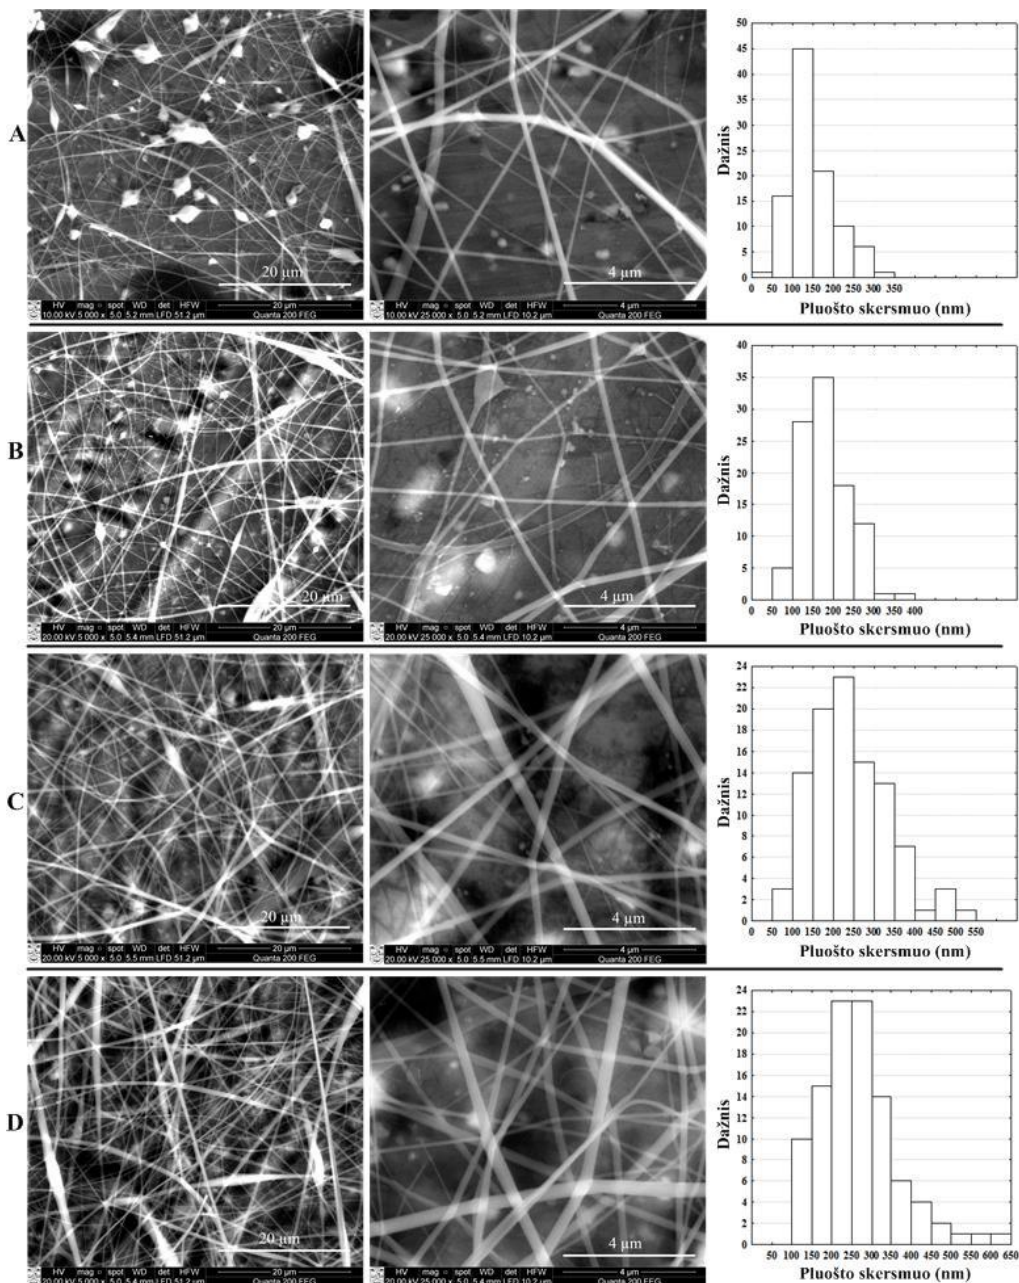 A
20 µm
HV mag spot WD det HFW 20 µm
10.00 kV 5 000 x 5.0 5.2 mm LFD 51.2 µm Quanta 200 FEG
4 µm
HV mag spot WD det HFW 4 µm
10.00 kV 25 000 x 5.0 5.2 mm LFD 10.2 µm Quanta 200 FEG
Dažnis
50
45
40
35
30
25
20
15
10
5
0
0 50 100 150 200 250 300 350
Pluošto skersmuo (nm)
B
20 µm
HV mag spot WD det HFW 20 µm
20.00 kV 5 000 x 5.0 5.4 mm LFD 51.2 µm Quanta 200 FEG
4 µm
HV mag spot WD det HFW 4 µm
20.00 kV 25 000 x 5.0 5.4 mm LFD 10.2 µm Quanta 200 FEG
Dažnis
40
35
30
25
20
15
10
5
0
0 50 100 150 200 250 300 350 400
Pluošto skersmuo (nm)
C
20 µm
HV mag spot WD det HFW 20 µm
20.00 kV 5 000 x 5.0 5.5 mm LFD 51.2 µm Quanta 200 FEG
4 µm
HV mag spot WD det HFW 4 µm
20.00 kV 25 000 x 5.0 5.5 mm LFD 10.2 µm Quanta 200 FEG
Dažnis
24
22
20
18
16
14
12
10
8
6
4
2
0
0 50 100 150 200 250 300 350 400 450 500 550
Pluošto skersmuo (nm)
D
20 µm
HV mag spot WD det HFW 20 µm
20.00 kV 5 000 x 5.0 5.4 mm LFD 51.2 µm Quanta 200 FEG
4 µm
HV mag spot WD det HFW 4 µm
20.00 kV 25 000 x 5.0 5.4 mm LFD 10.2 µm Quanta 200 FEG
Dažnis
24
22
20
18
16
14
12
10
8
6
4
2
0
50 100 150 200 250 300 350 400 450 500 550 600 650
Pluošto skersmuo (nm)